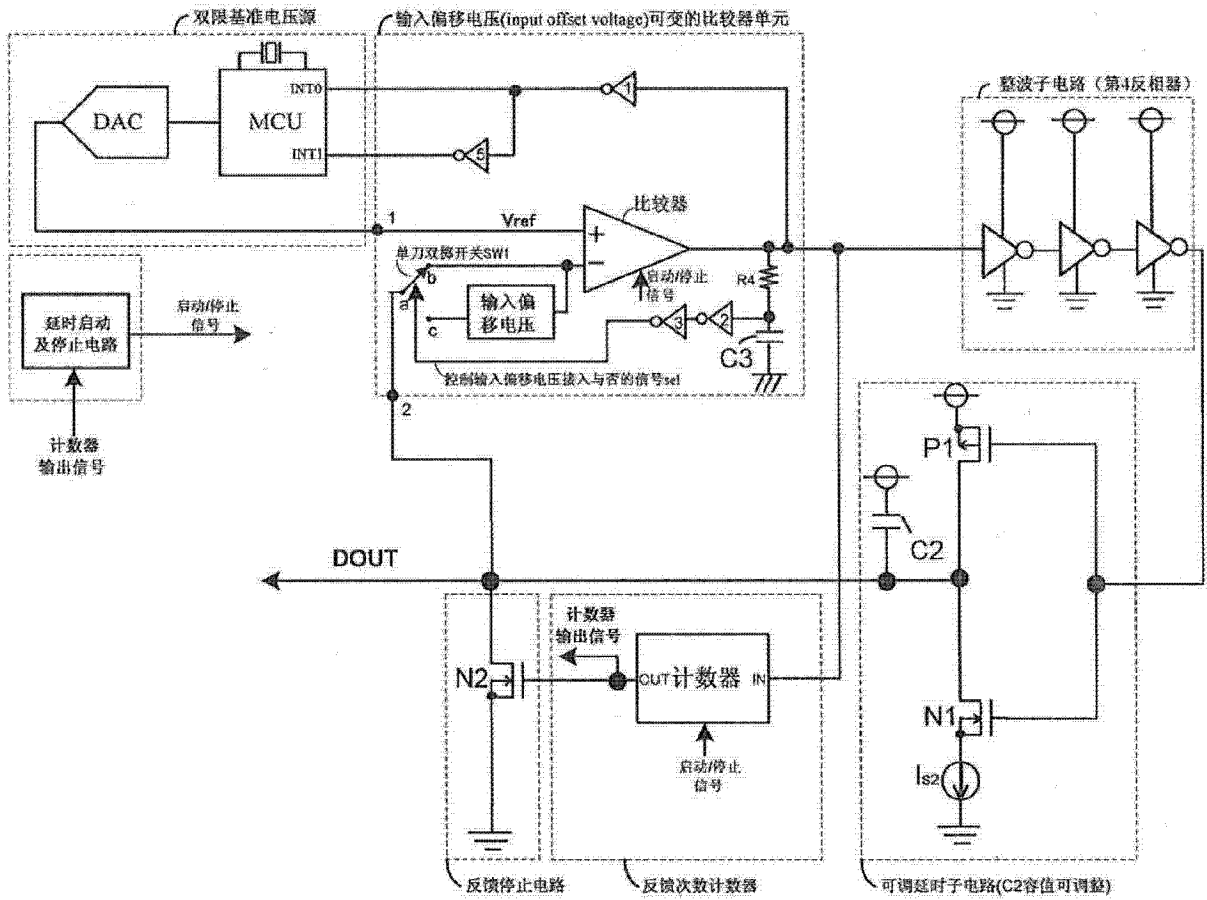 双限基准电压源
输入偏移电压(input offset voltage)可变的比较器单元
整波子电路（第4反相器）
DAC
MCU
INT0
INT1
1
5
1
Vref
比较器
+
−
单刀双掷开关SW1
b
a
c
输入偏
移电压
启动/停止
信号
R4
3
2
C3
控制输入偏移电压接入与否的信号sel
2
延时启动
及停止电路
启动/停止
信号
计数器
输出信号
P1
C2
DOUT
计数器
输出信号
N2
OUT
计数器
IN
启动/停止
信号
N1
Is2
反馈停止电路
反馈次数计数器
可调延时子电路(C2容值可调整)